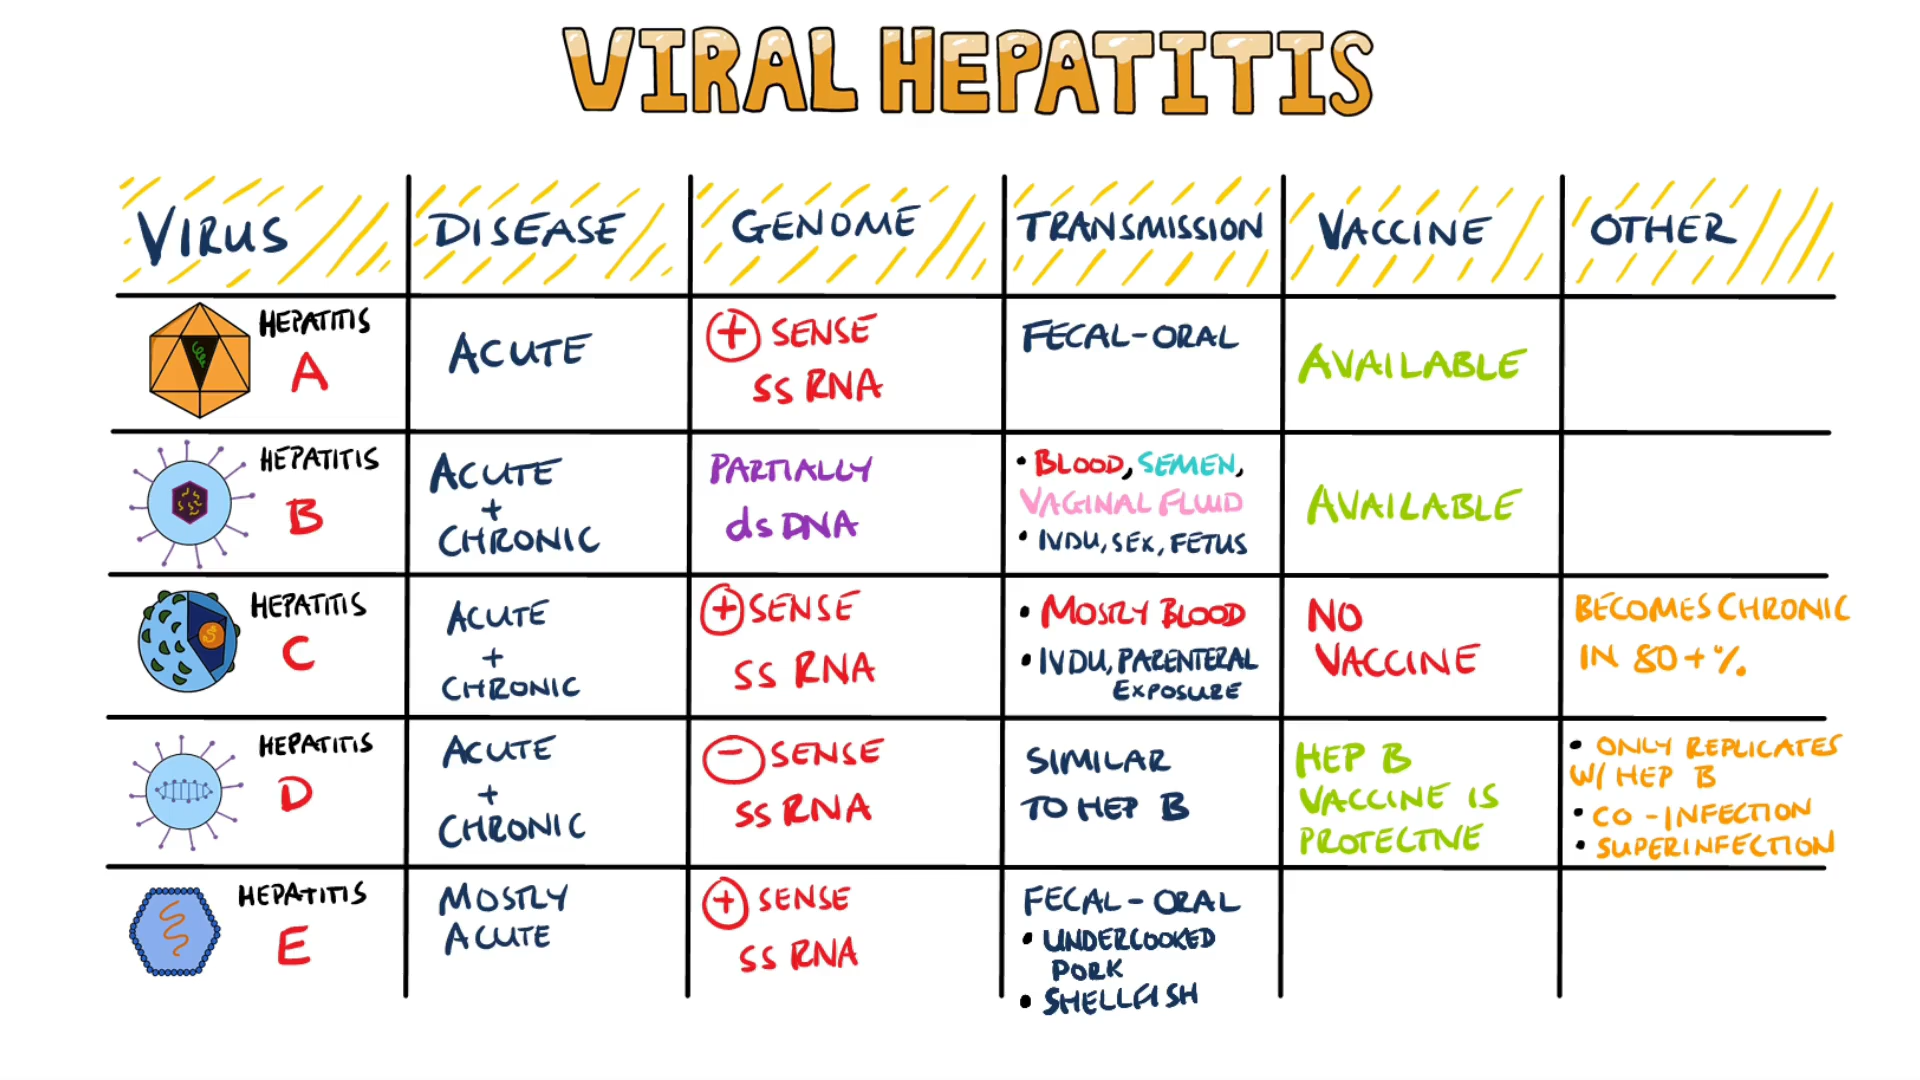 VIRAL HEPATITIS
VIRUS
DISEASE
GENOME
TRANSMISSION
VACCINE
OTHER
HEPATITIS
A
ACUTE
+ SENSE
ss RNA
FECAL-ORAL
AVAILABLE
HEPATITIS
B
ACUTE
+
CHRONIC
PARTIALLY
ds DNA
• BLOOD, SEMEN,
VAGINAL FLUID
• IVDU, SEX, FETUS
AVAILABLE
HEPATITIS
C
ACUTE
+
CHRONIC
+ SENSE
ss RNA
• MOSTLY BLOOD
• IVDU, PARENTERAL
EXPOSURE
NO
VACCINE
BECOMES CHRONIC
IN 80+%
HEPATITIS
D
ACUTE
+
CHRONIC
- SENSE
ss RNA
SIMILAR
TO HEP B
HEP B
VACCINE IS
PROTECTIVE
• ONLY REPLICATES
W/ HEP B
• CO-INFECTION
• SUPERINFECTION
HEPATITIS
E
MOSTLY
ACUTE
+ SENSE
ss RNA
FECAL-ORAL
• UNDERCOOKED
PORK
• SHELLFISH